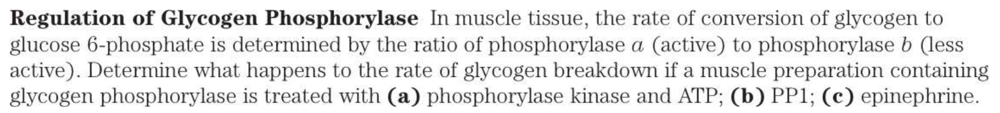 Regulation of Glycogen Phosphorylase In muscle tissue, the rate of conversion of glycogen to
glucose 6-phosphate is determined by the ratio of phosphorylase a (active) to phosphorylase b (less
active). Determine what happens to the rate of glycogen breakdown if a muscle preparation containing
glycogen phosphorylase is treated with (a) phosphorylase kinase and ATP; (b) PP1; (c) epinephrine.